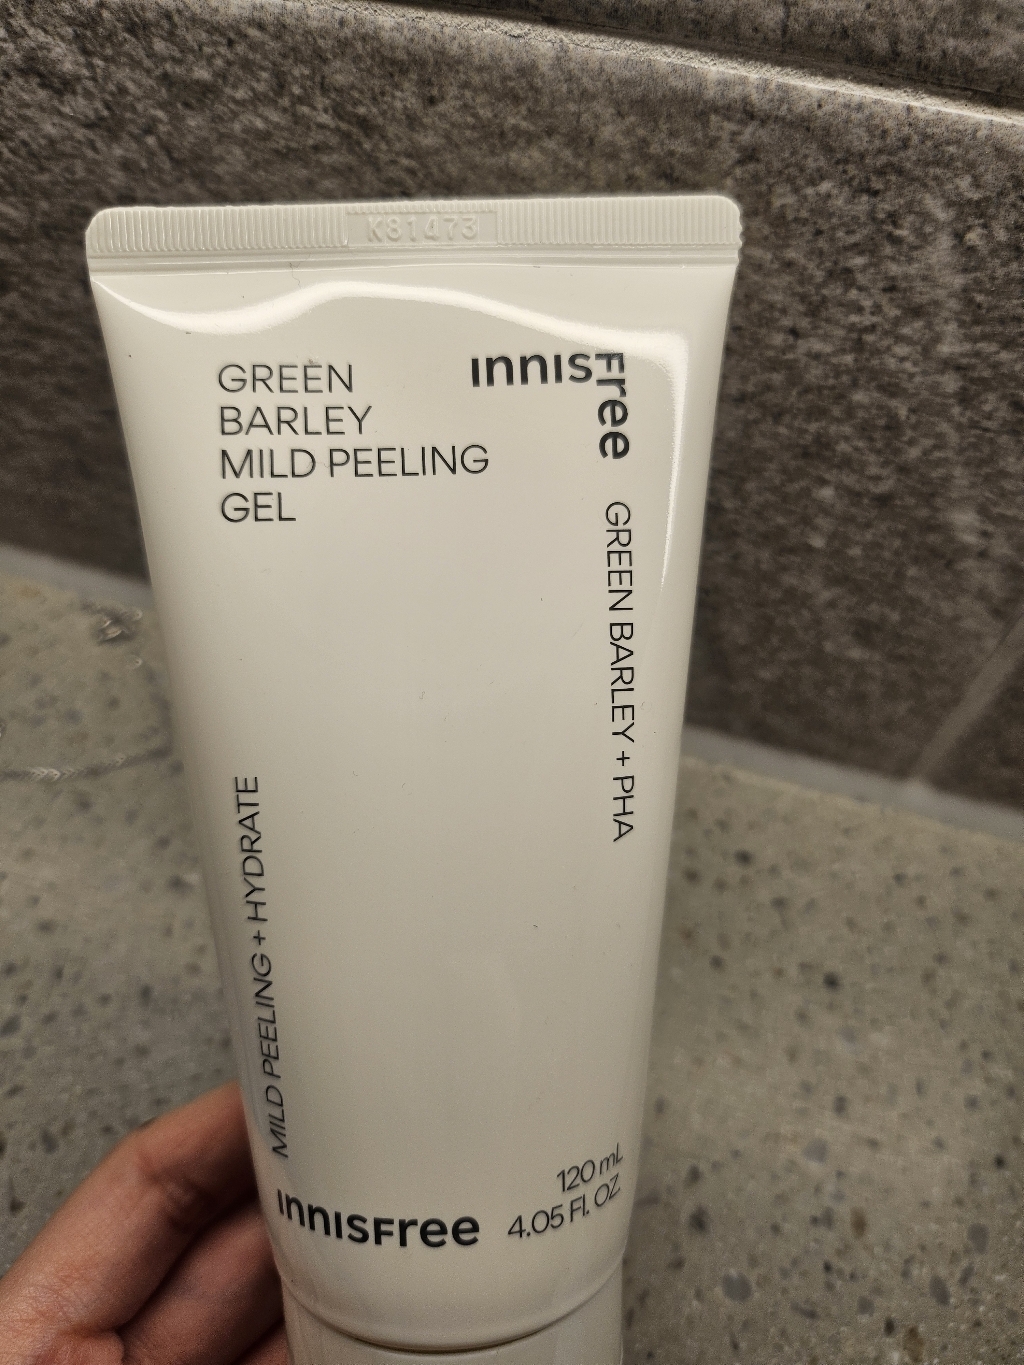 K81473
GREEN
BARLEY
MILD PEELING
GEL
INNISFree
GREEN BARLEY + PHA
MILD PEELING + HYDRATE
120 mL
4.05 Fl. OZ
INNISFree